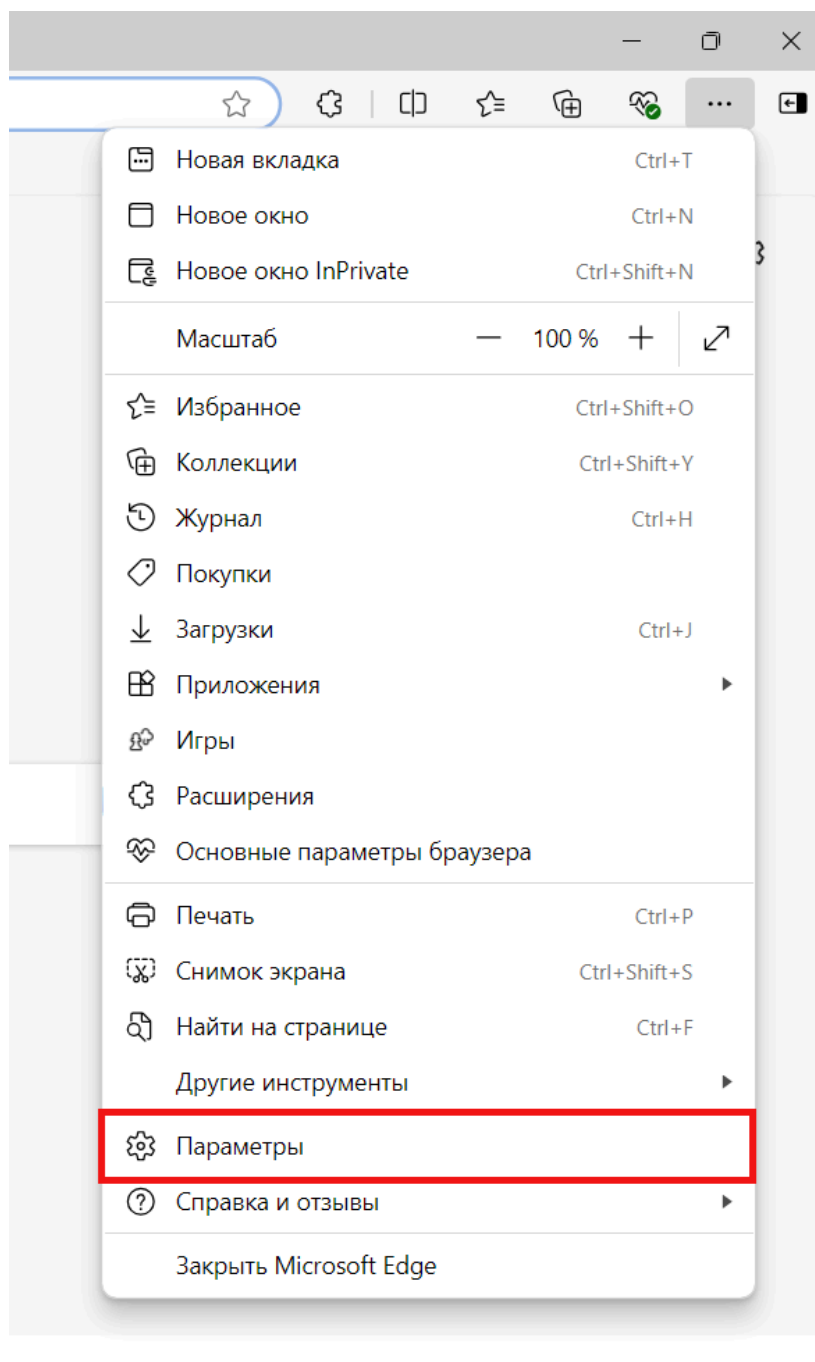 Новая вкладка Ctrl+T
Новое окно Ctrl+N
Новое окно InPrivate Ctrl+Shift+N
Масштаб — 100 % +
Избранное Ctrl+Shift+O
Коллекции Ctrl+Shift+Y
Журнал Ctrl+H
Покупки
Загрузки Ctrl+J
Приложения
Игры
Расширения
Основные параметры браузера
Печать Ctrl+P
Снимок экрана Ctrl+Shift+S
Найти на странице Ctrl+F
Другие инструменты
Параметры
Справка и отзывы
Закрыть Microsoft Edge